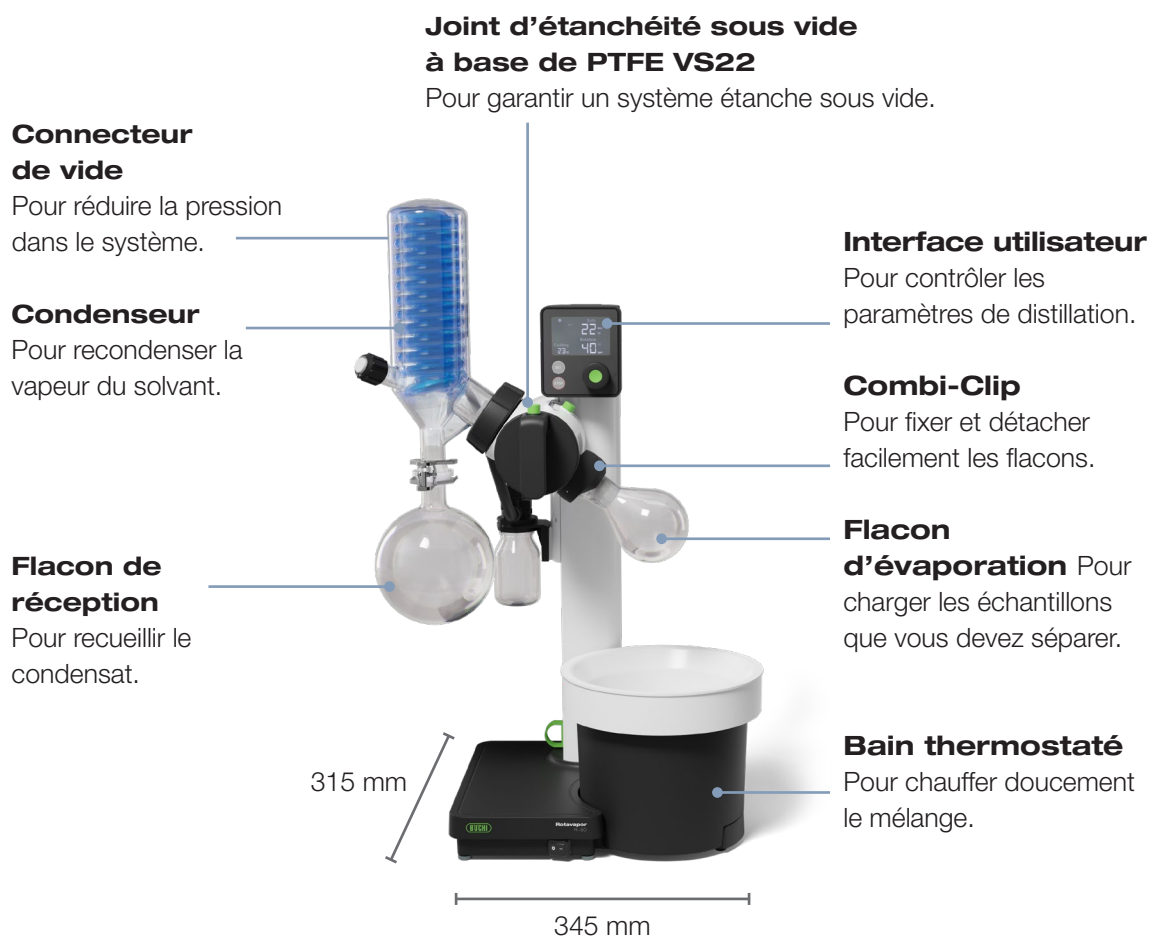 Joint d’étanchéité sous vide
à base de PTFE VS22
Pour garantir un système étanche sous vide.
Connecteur
de vide
Pour réduire la pression
dans le système.
Condenseur
Pour recondenser la
vapeur du solvant.
Flacon de
réception
Pour recueillir le
condensat.
Interface utilisateur
Pour contrôler les
paramètres de distillation.
Combi-Clip
Pour fixer et détacher
facilement les flacons.
Flacon
d’évaporation Pour
charger les échantillons
que vous devez séparer.
Bain thermostaté
Pour chauffer doucement
le mélange.
22
23
40
BUCHI
Rotavapor
315 mm
345 mm